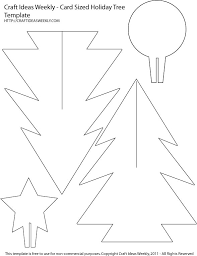 Craft Ideas Weekly - Card Sized Holiday Tree
Template
HTTP://CRAFTIDEASWEEKLY.COM
This template is free to use for non commercial purposes. Copyright Craft Ideas Weekly, 2011 - All Rights Reserved